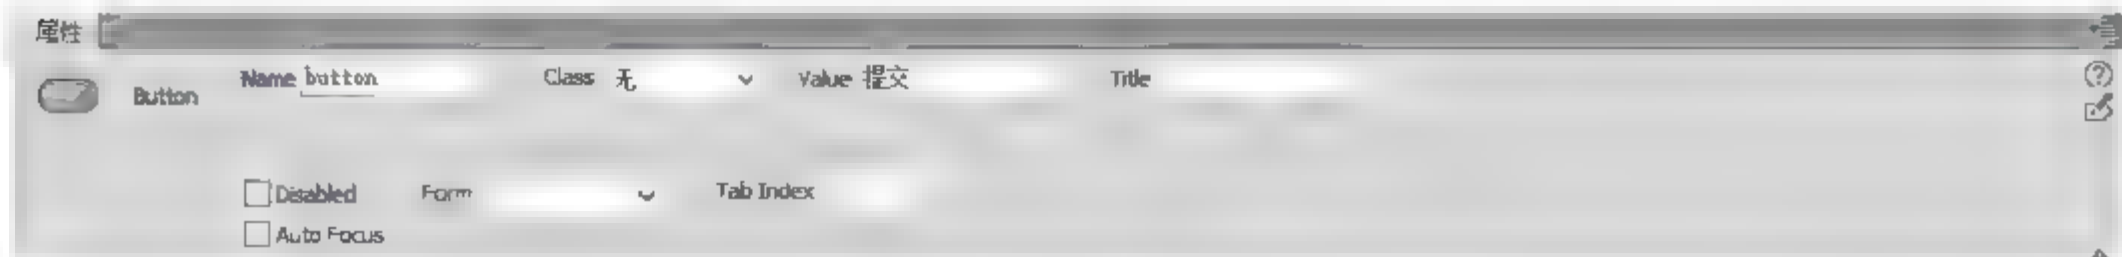 属性
Name button Class 无 Value 提交 Title
Button
Disabled Form Tab Index
Auto Focus